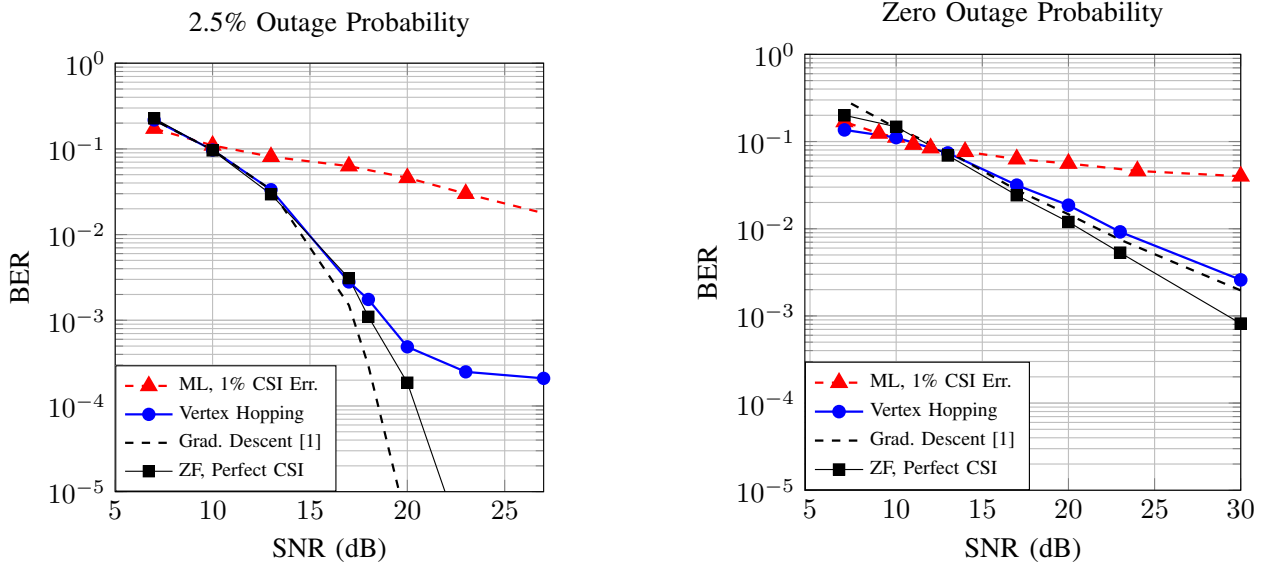 2.5% Outage Probability
10^0
10^-1
10^-2
10^-3
10^-4
10^-5
BER
ML, 1% CSI Err.
Vertex Hopping
Grad. Descent [1]
ZF, Perfect CSI
5 10 15 20 25
SNR (dB)
Zero Outage Probability
10^0
10^-1
10^-2
10^-3
10^-4
10^-5
BER
ML, 1% CSI Err.
Vertex Hopping
Grad. Descent [1]
ZF, Perfect CSI
5 10 15 20 25 30
SNR (dB)